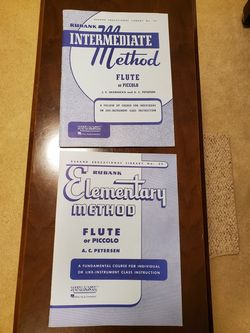 RUBANK EDUCATIONAL LIBRARY No.
RUBANK
INTERMEDIATE
Method
FLUTE
OR PICCOLO
J. E. SKORNICKA AND A. C. PETERSEN
A FOLLOW UP COURSE FOR INDIVIDUAL
OR LIKE-INSTRUMENT CLASS INSTRUCTION
RUBANK
RUBANK EDUCATIONAL LIBRARY No.
RUBANK
Elementary
METHOD
FLUTE
OR PICCOLO
A. C. PETERSEN
A FUNDAMENTAL COURSE FOR INDIVIDUAL
OR LIKE-INSTRUMENT CLASS INSTRUCTION
RUBANK